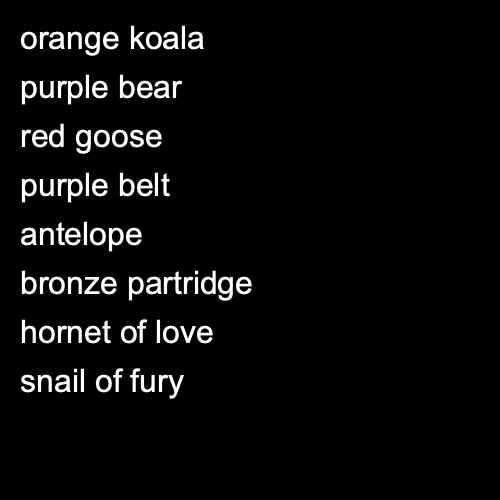 orange koala
purple bear
red goose
purple belt
antelope
bronze partridge
hornet of love
snail of fury